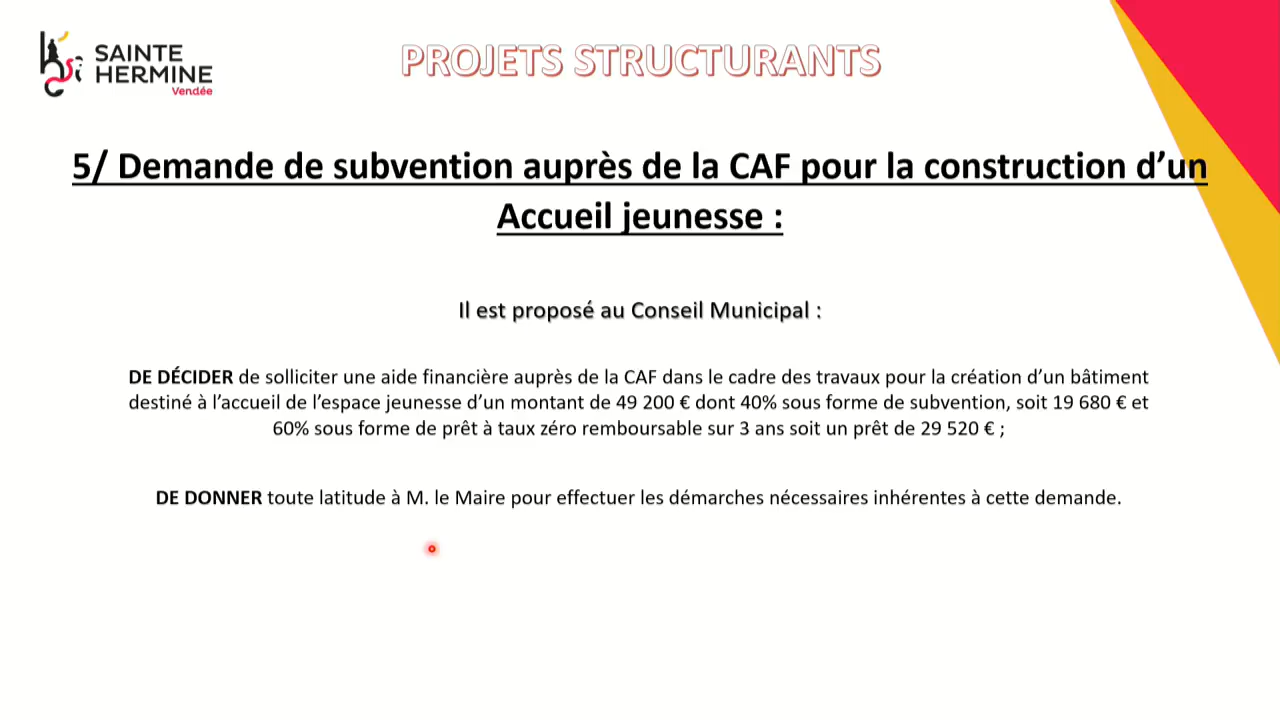 SAINTE
HERMINE
Vendée
PROJETS STRUCTURANTS
5/ Demande de subvention auprès de la CAF pour la construction d’un
Accueil jeunesse :
Il est proposé au Conseil Municipal :
DE DÉCIDER de solliciter une aide financière auprès de la CAF dans le cadre des travaux pour la création d’un bâtiment
destiné à l’accueil de l’espace jeunesse d’un montant de 49 200 € dont 40% sous forme de subvention, soit 19 680 € et
60% sous forme de prêt à taux zéro remboursable sur 3 ans soit un prêt de 29 520 € ;
DE DONNER toute latitude à M. le Maire pour effectuer les démarches nécessaires inhérentes à cette demande.